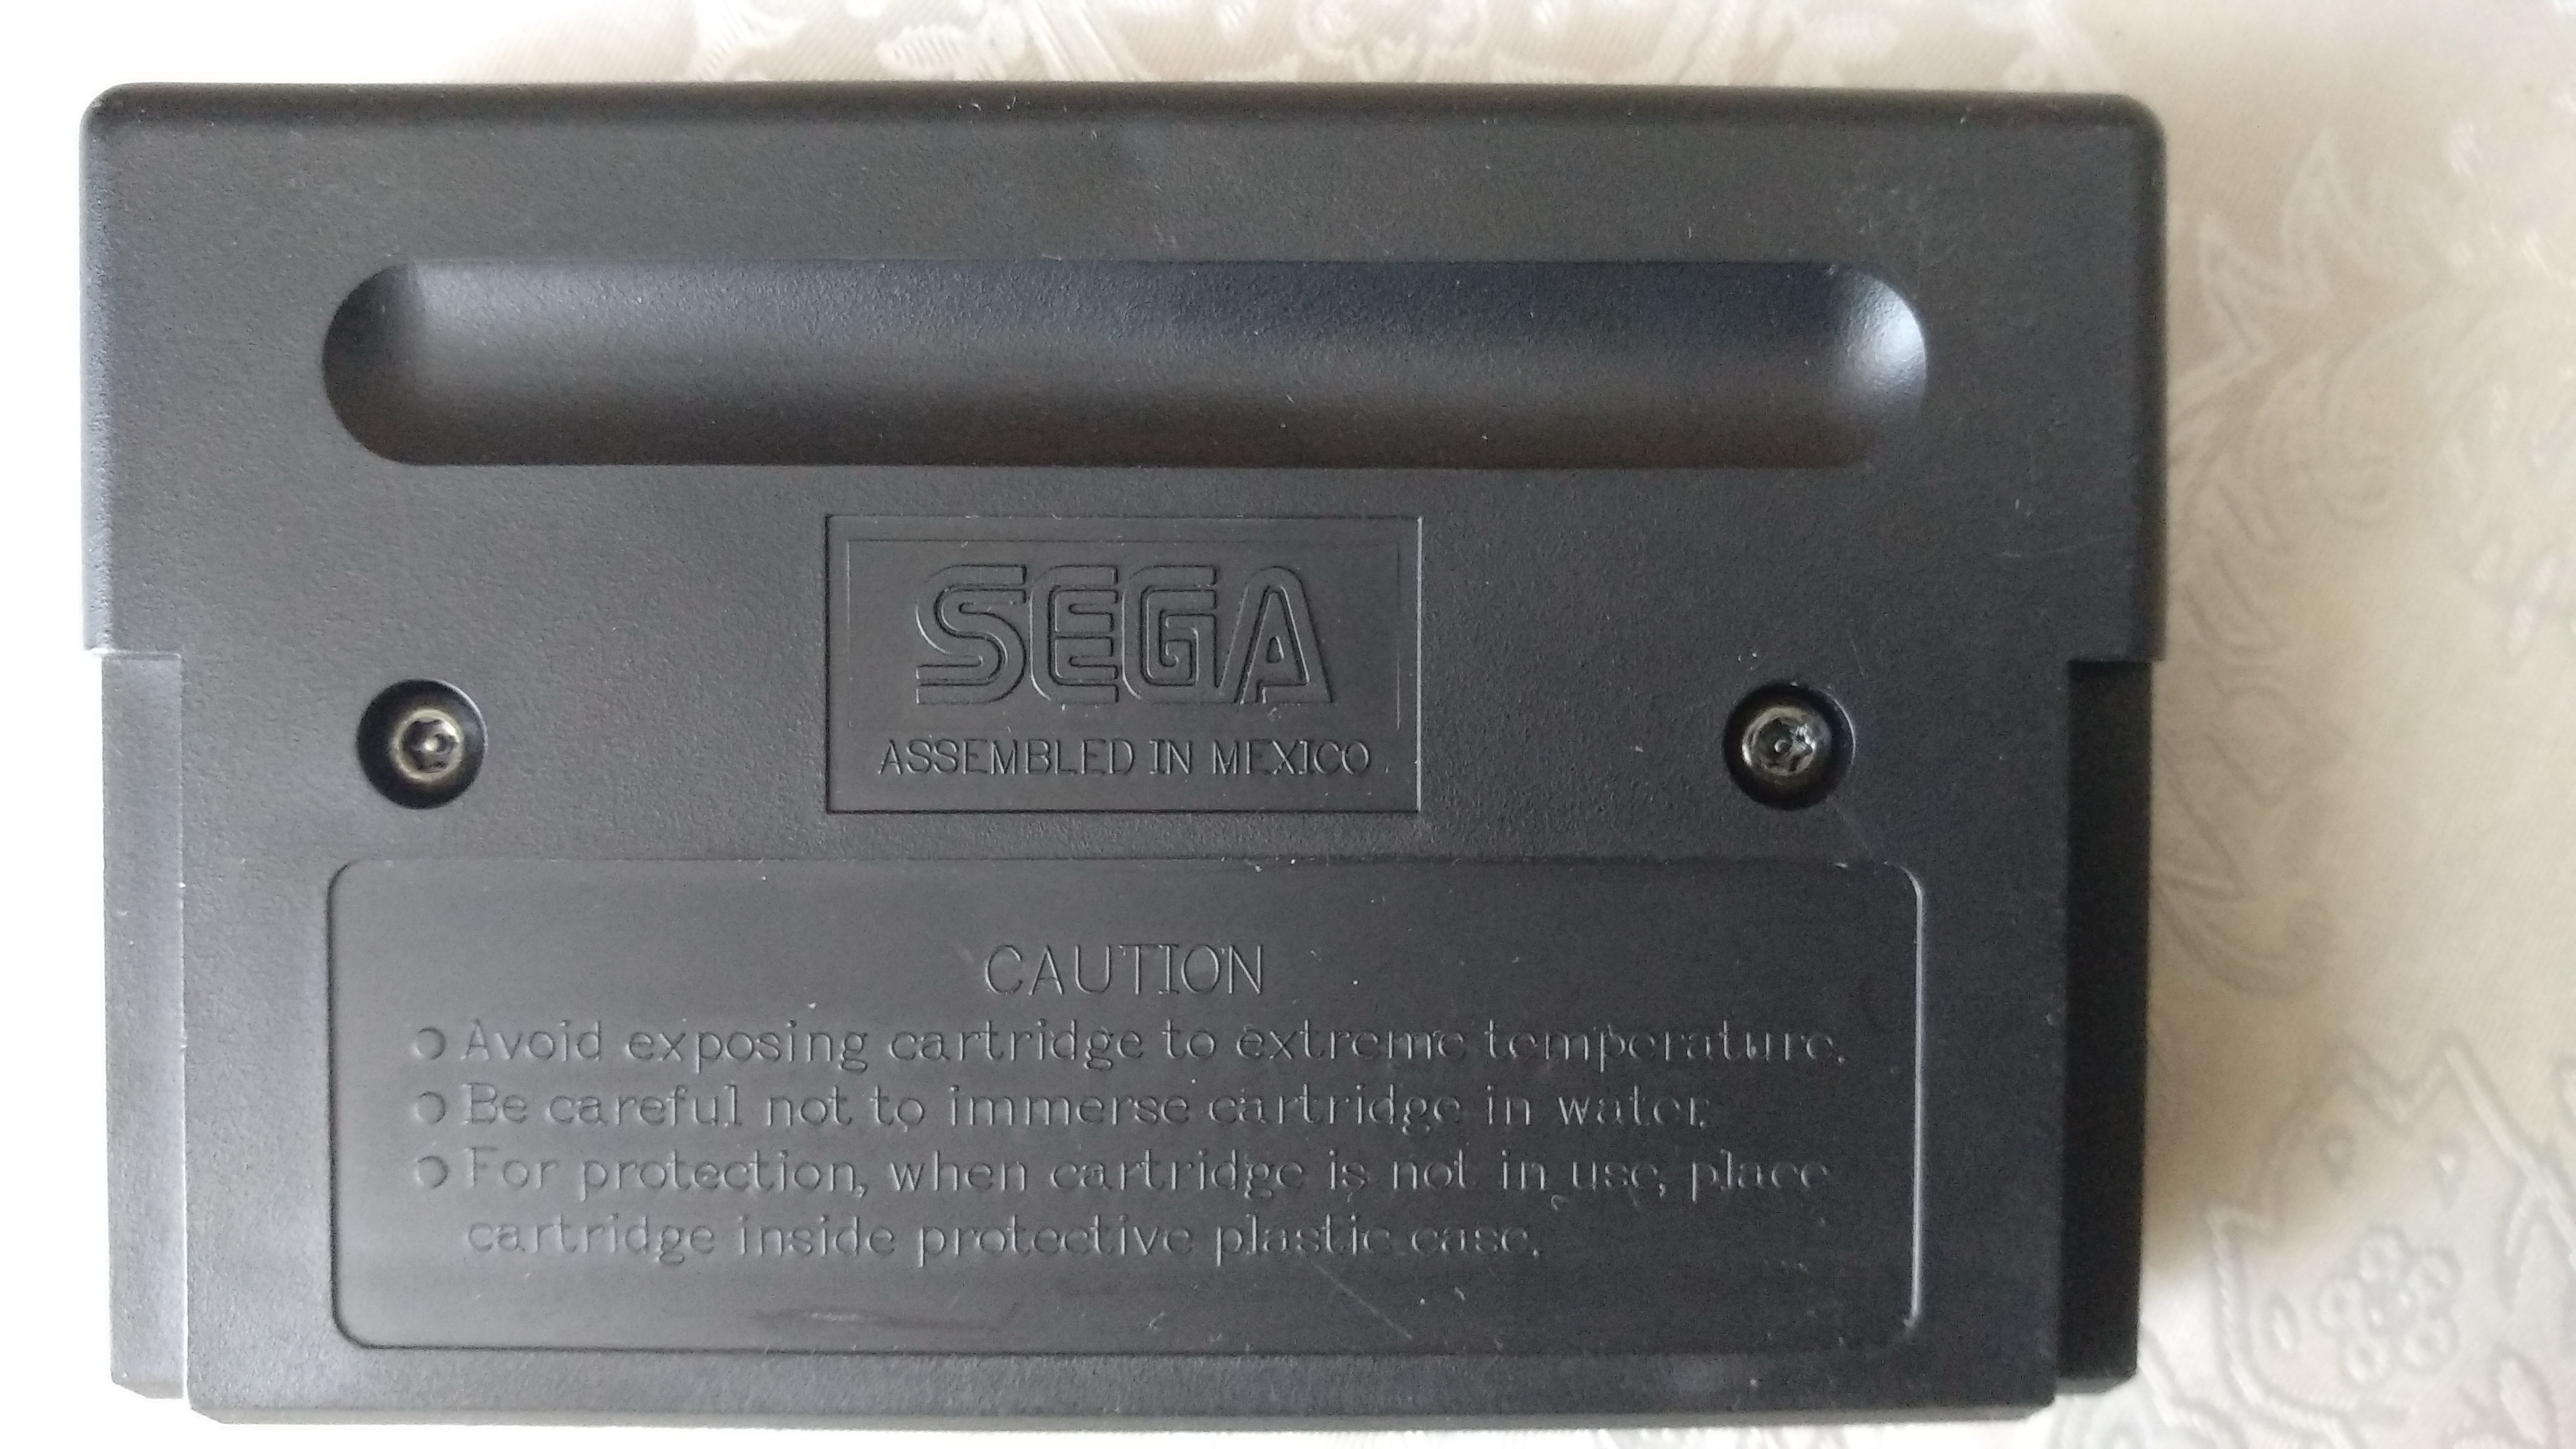 SEGA
ASSEMBLED IN MEXICO
CAUTION
Avoid exposing cartridge to extreme temperature.
Be careful not to immerse cartridge in water.
For protection, when cartridge is not in use, place
cartridge inside protective plastic case.